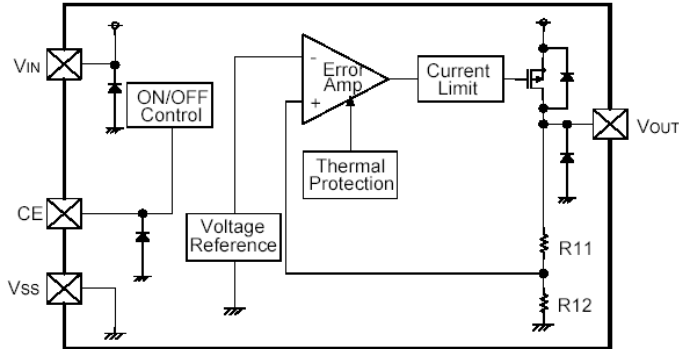 VIN
ON/OFF
Control
-
Error
Amp
+
Current
Limit
VOUT
Thermal
Protection
CE
Voltage
Reference
R11
VSS
R12